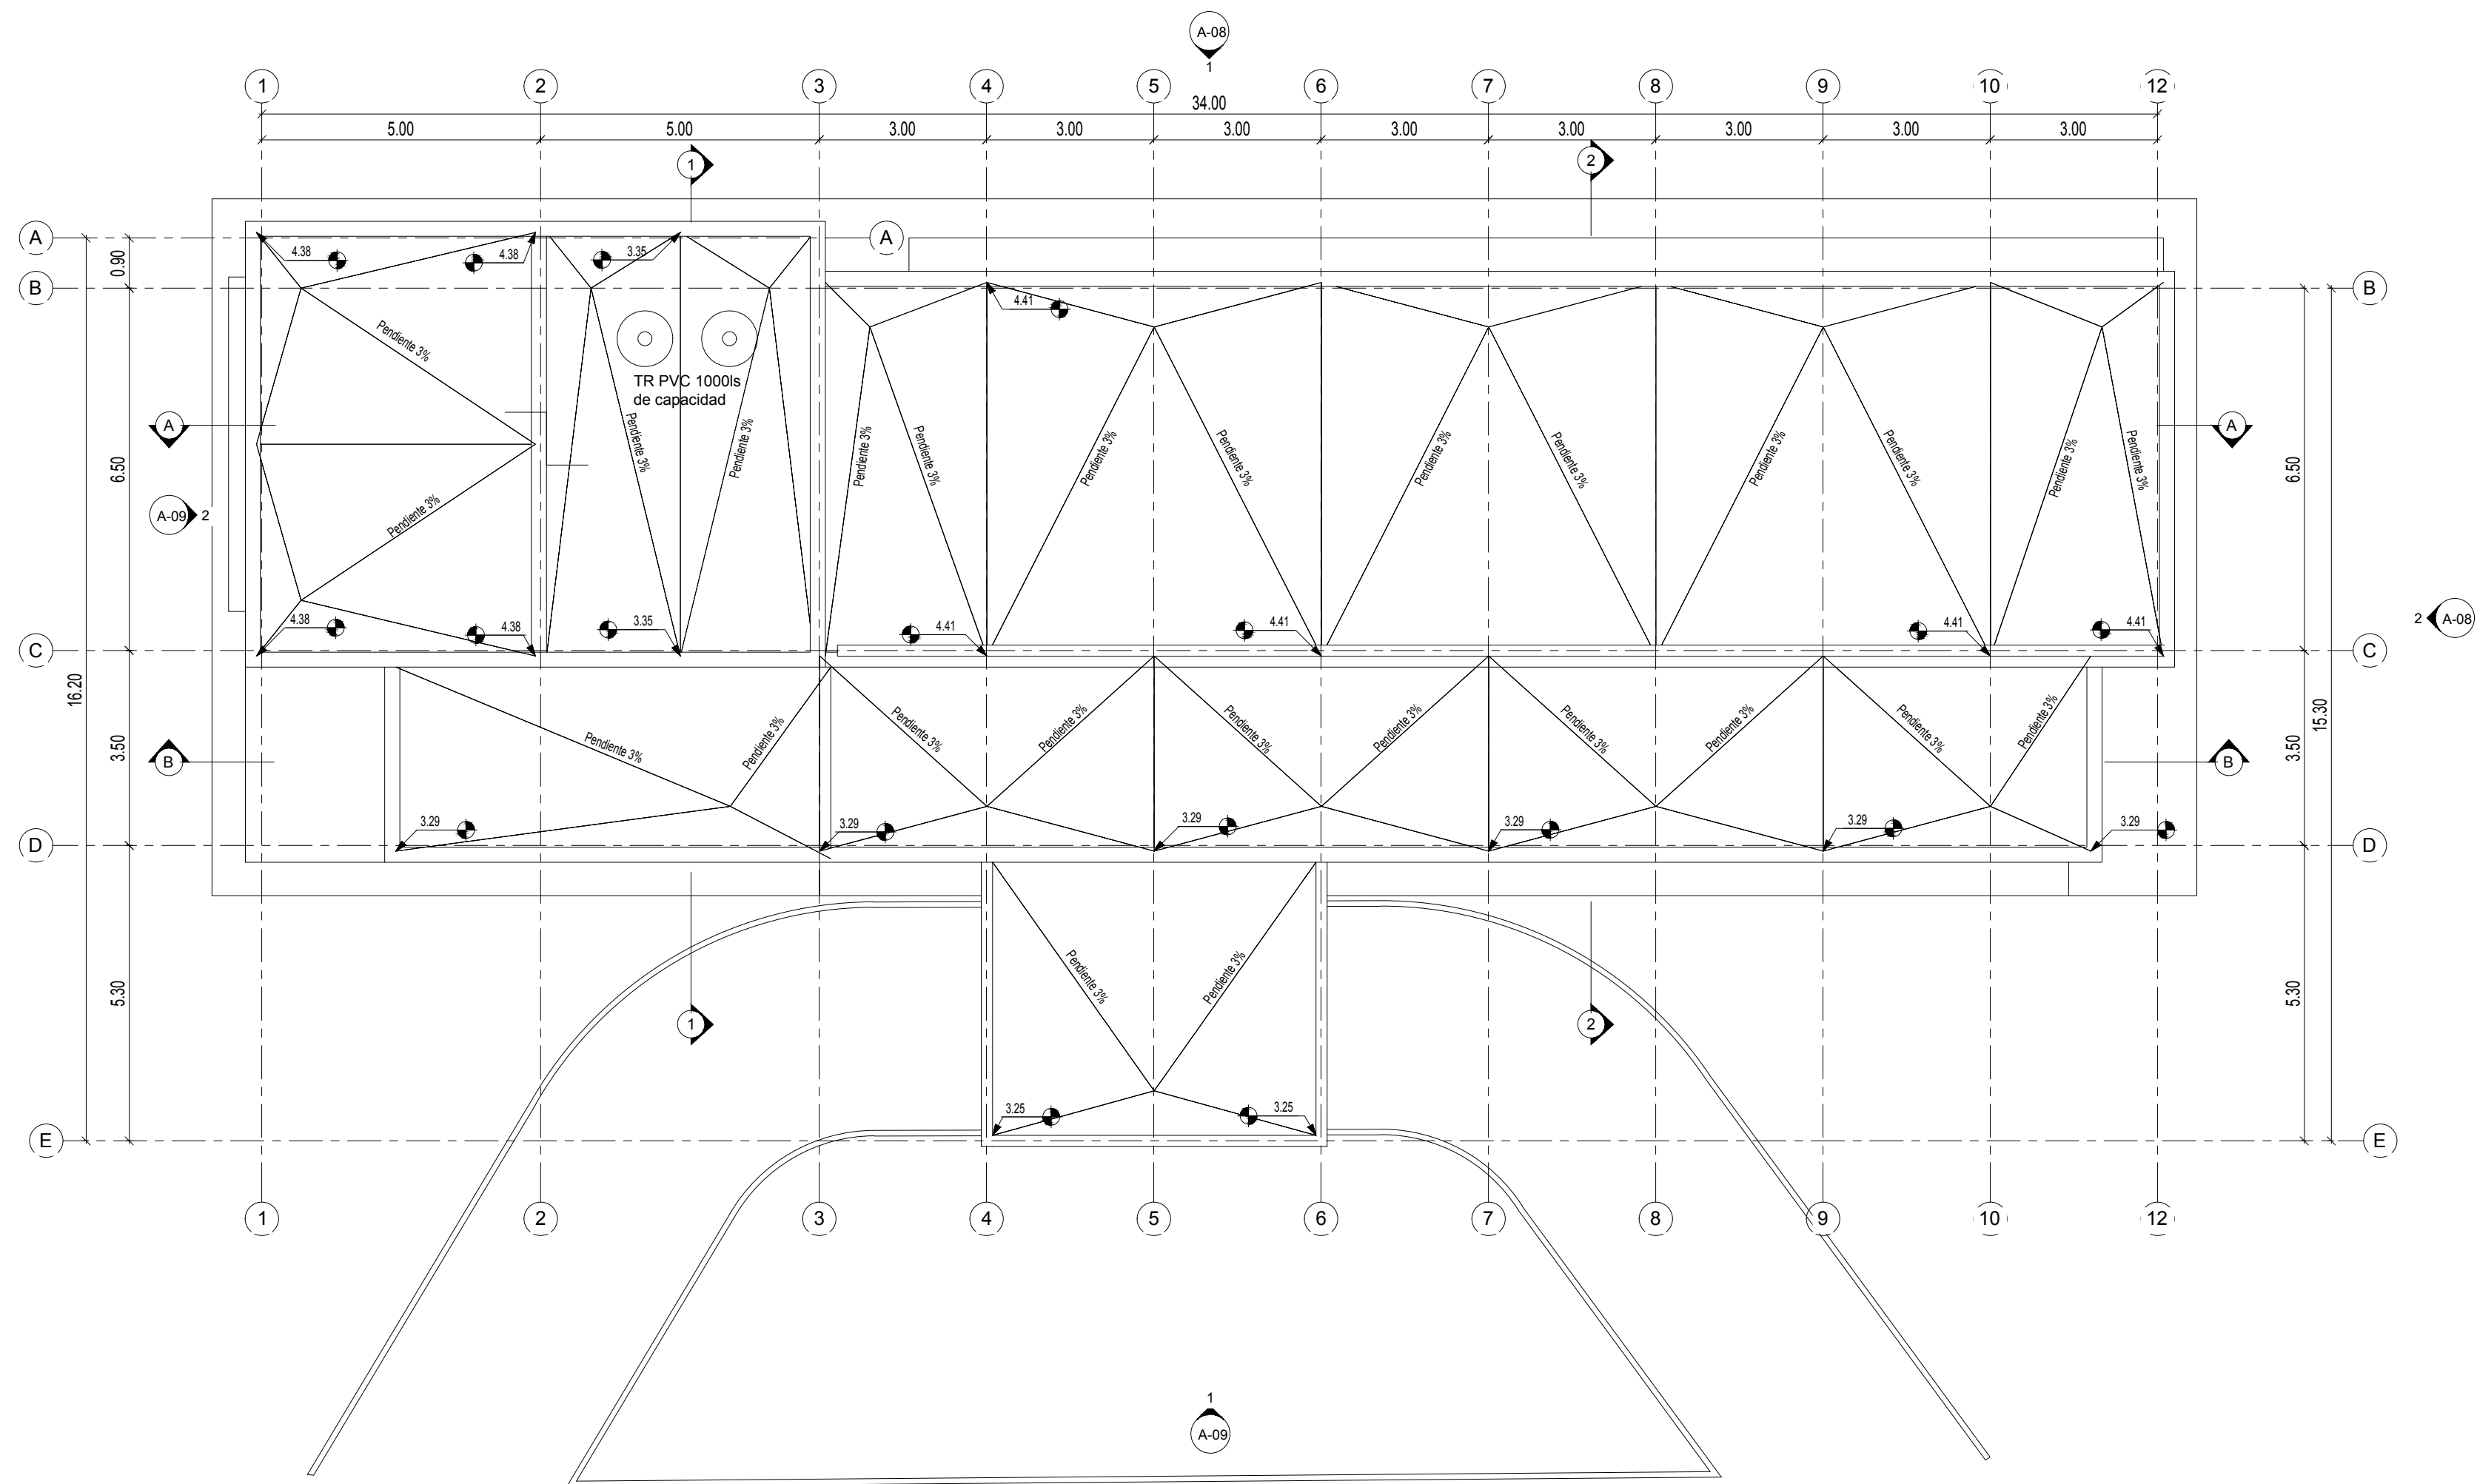 A-08
1
1 2 3 4 5 6 7 8 9 10 12
34.00
5.00 5.00 3.00 3.00 3.00 3.00 3.00 3.00 3.00 3.00
1 2
A A
0.90
4.38 4.38 3.35
B B
4.41
Pendiente 3%
TR PVC 1000ls
de capacidad
Pendiente 3% Pendiente 3% Pendiente 3% Pendiente 3% Pendiente 3% Pendiente 3% Pendiente 3% Pendiente 3% Pendiente 3% Pendiente 3% Pendiente 3% Pendiente 3%
A A
6.50 6.50
Pendiente 3%
A-09 2
2 A-08
4.38 4.38 3.35 4.41 4.41 4.41 4.41
C C
16.20 15.30
3.50 3.50
Pendiente 3% Pendiente 3% Pendiente 3% Pendiente 3% Pendiente 3% Pendiente 3% Pendiente 3% Pendiente 3% Pendiente 3% Pendiente 3%
B B
3.29 3.29 3.29 3.29 3.29 3.29
D D
5.30 5.30
Pendiente 3% Pendiente 3%
1 2
3.25 3.25
E E
1 2 3 4 5 6 7 8 9 10 12
1
A-09